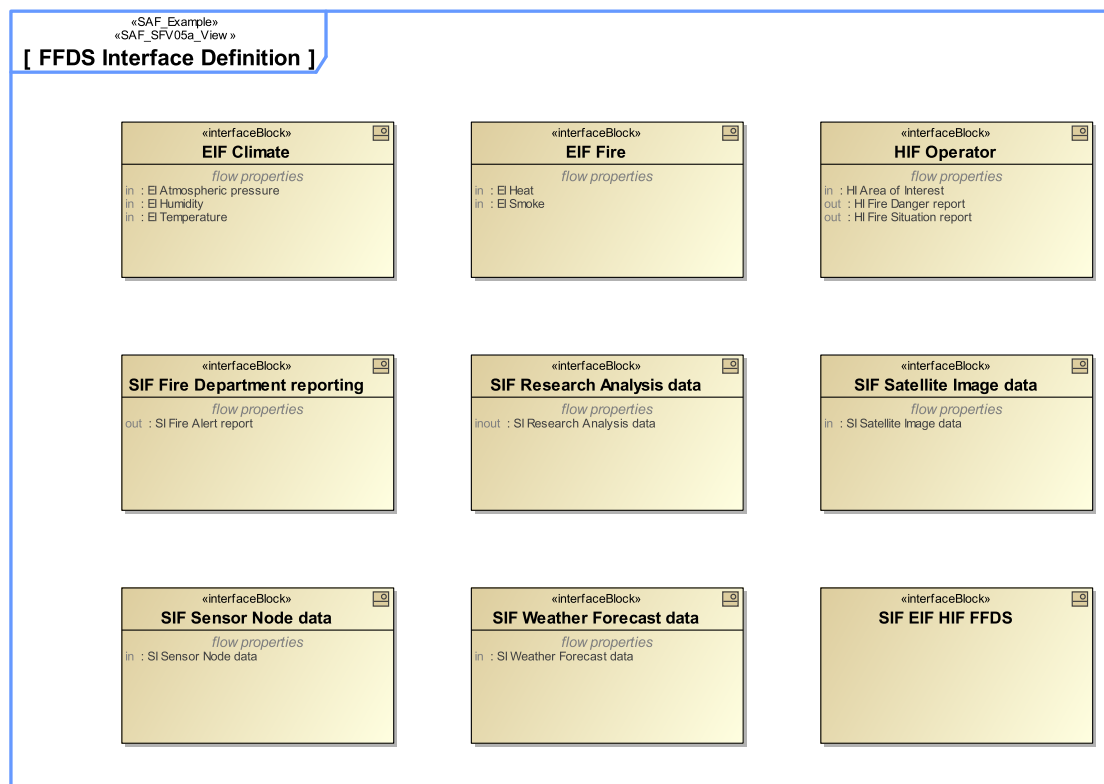 «SAF_Example»
«SAF_SFV05a_View »
[ FFDS Interface Definition ]
«interfaceBlock»
EIF Climate
flow properties
in : EI Atmospheric pressure
in : EI Humidity
in : EI Temperature
«interfaceBlock»
EIF Fire
flow properties
in : EI Heat
in : EI Smoke
«interfaceBlock»
HIF Operator
flow properties
in : HI Area of Interest
out : HI Fire Danger report
out : HI Fire Situation report
«interfaceBlock»
SIF Fire Department reporting
flow properties
out : SI Fire Alert report
«interfaceBlock»
SIF Research Analysis data
flow properties
inout : SI Research Analysis data
«interfaceBlock»
SIF Satellite Image data
flow properties
in : SI Satellite Image data
«interfaceBlock»
SIF Sensor Node data
flow properties
in : SI Sensor Node data
«interfaceBlock»
SIF Weather Forecast data
flow properties
in : SI Weather Forecast data
«interfaceBlock»
SIF EIF HIF FFDS